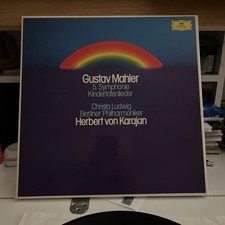 Gustav Mahler
5. Symphonie
Kindertotenlieder
Christa Ludwig
Berliner Philharmoniker
Herbert von Karajan